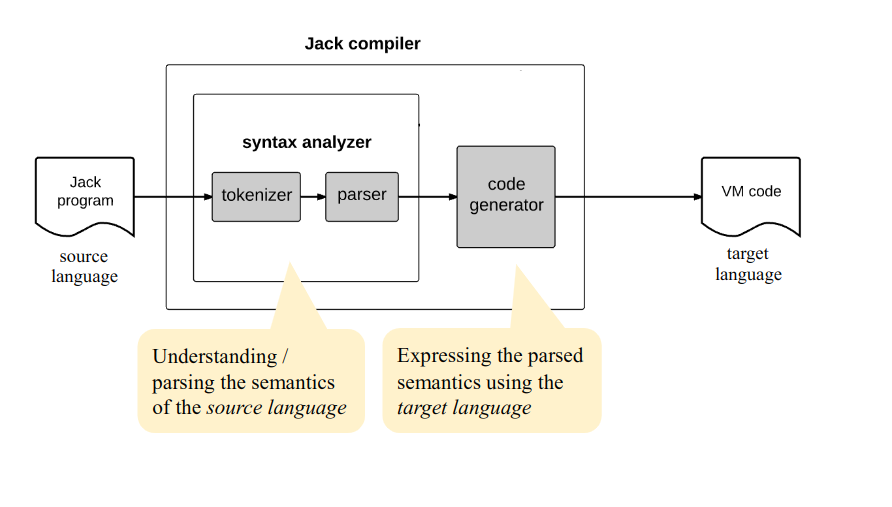 Jack compiler
syntax analyzer
Jack
program
tokenizer
parser
code
generator
VM code
source
language
target
language
Understanding /
parsing the semantics
of the source language
Expressing the parsed
semantics using the
target language